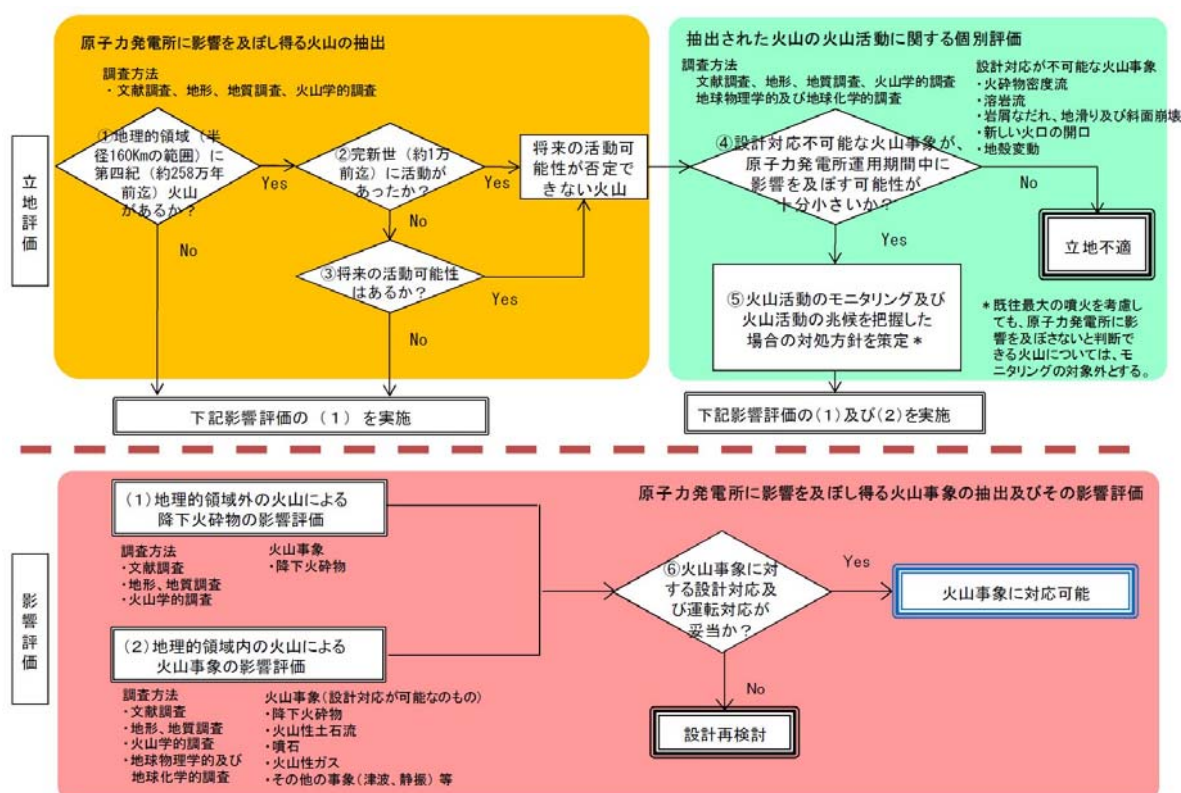 立地評価
原子力発電所に影響を及ぼし得る火山の抽出
調査方法
・文献調査、地形、地質調査、火山学的調査
①地理的領域（半
径160Kmの範囲）に
第四紀（約258万年
前迄）火山
があるか？
Yes
No
②完新世（約1万
前迄）に活動が
あったか？
Yes
No
③将来の活動可能性
はあるか？
Yes
No
将来の活動可
能性が否定で
きない火山
下記影響評価の（１）を実施
抽出された火山の火山活動に関する個別評価
調査方法
文献調査、地形、地質調査、火山学的調査
地球物理学的及び地球化学的調査
設計対応が不可能な火山事象
・火砕物密度流
・溶岩流
・岩屑なだれ、地滑り及び斜面崩壊
・新しい火口の開口
・地殻変動
④設計対応不可能な火山事象が、
原子力発電所運用期間中に
影響を及ぼす可能性が
十分小さいか？
No
Yes
立地不適
⑤火山活動のモニタリング及び
火山活動の兆候を把握した
場合の対処方針を策定＊
＊既往最大の噴火を考慮し
ても、原子力発電所に影
響を及ぼさないと判断で
きる火山については、モ
ニタリングの対象外とする。
下記影響評価の(1)及び(2)を実施
影響評価
原子力発電所に影響を及ぼし得る火山事象の抽出及びその影響評価
（1）地理的領域外の火山による
降下火砕物の影響評価
調査方法
・文献調査
・地形、地質調査
・火山学的調査
火山事象
・降下火砕物
（2）地理的領域内の火山による
火山事象の影響評価
調査方法
・文献調査
・地形、地質調査
・火山学的調査
・地球物理学的及び
地球化学的調査
火山事象（設計対応が可能なのもの）
・降下火砕物
・火山性土石流
・噴石
・火山性ガス
・その他の事象（津波、静振）等
⑥火山事象に対
する設計対応及
び運転対応が
妥当か？
Yes
火山事象に対応可能
No
設計再検討